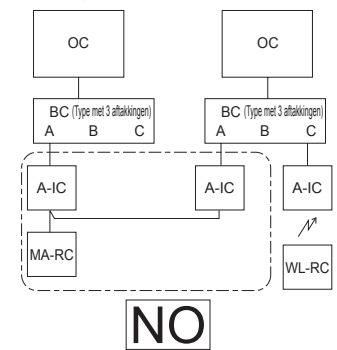 OC OC
BC (Type met 3 aftakkingen) BC (Type met 3 aftakkingen)
A B C A B C
A-IC A-IC A-IC
MA-RC WL-RC
NO